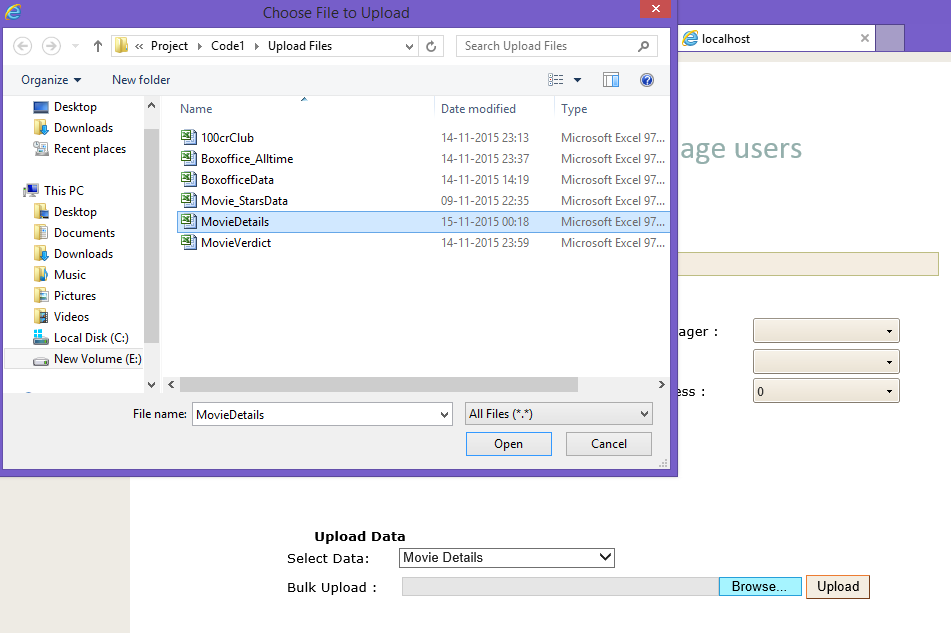 Choose File to Upload
« Project Code1 Upload Files
Search Upload Files
localhost
Organize New folder
Name Date modified Type
Desktop
Downloads
Recent places
This PC
Desktop
Documents
Downloads
Music
Pictures
Videos
Local Disk (C:)
New Volume (E:)
100crClub 14-11-2015 23:13 Microsoft Excel 97...
Boxoffice_Alltime 14-11-2015 23:37 Microsoft Excel 97...
BoxofficeData 14-11-2015 14:19 Microsoft Excel 97...
Movie_StarsData 09-11-2015 22:35 Microsoft Excel 97...
MovieDetails 15-11-2015 00:18 Microsoft Excel 97...
MovieVerdict 14-11-2015 23:59 Microsoft Excel 97...
File name: MovieDetails All Files (*.*)
Open Cancel
age users
ager :
ess : 0
Upload Data
Select Data: Movie Details
Bulk Upload : Browse... Upload